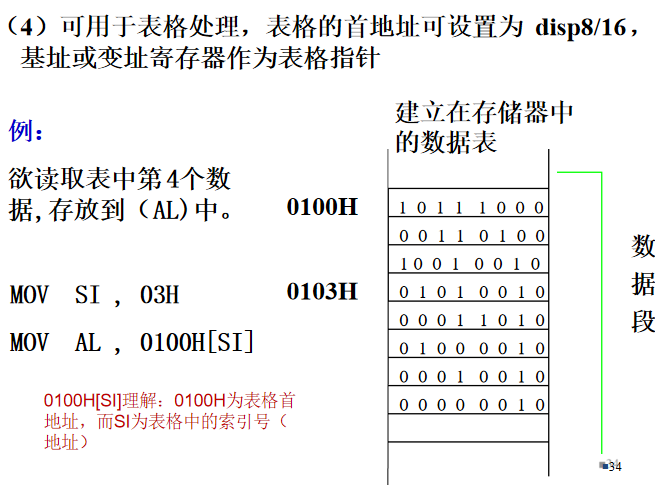 （4）可用于表格处理，表格的首地址可设置为 disp8/16，
基址或变址寄存器作为表格指针
建立在存储器中
的数据表
例：
欲读取表中第4个数
据,存放到（AL)中。
0100H
1 0 1 1 1 0 0 0
0 0 1 1 0 1 0 0
1 0 0 1 0 0 1 0
MOV SI , 03H
0103H
0 1 0 1 0 0 1 0
0 0 0 1 1 0 1 0
MOV AL , 0100H[SI]
0 1 0 0 0 0 1 0
0 0 0 1 0 0 1 0
0 0 0 0 0 0 1 0
数
据
段
0100H[SI]理解：0100H为表格首
地址，而SI为表格中的索引号（
地址）
34